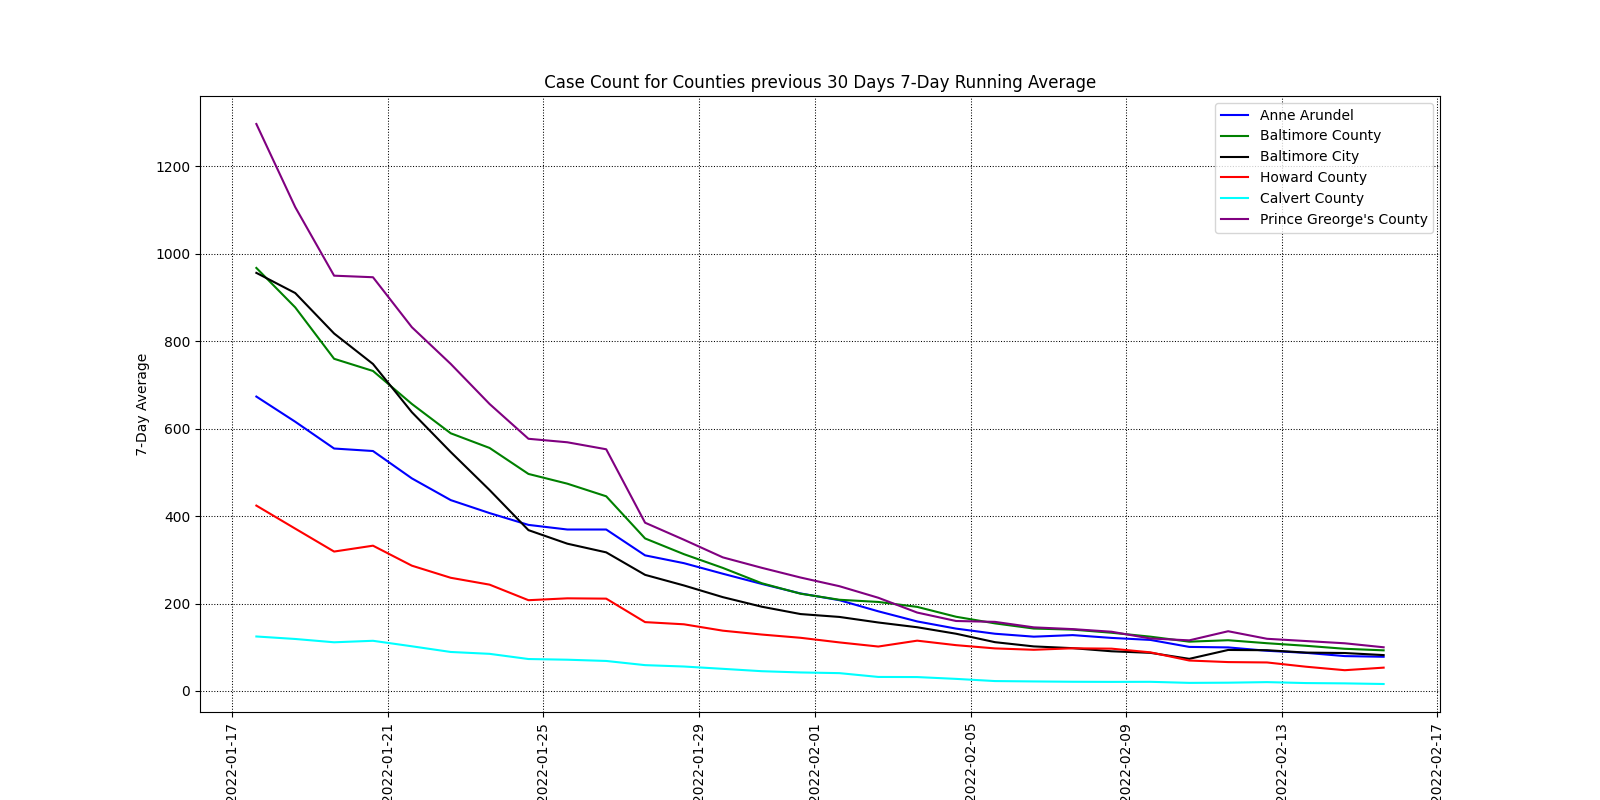 Case Count for Counties previous 30 Days 7-Day Running Average
Anne Arundel
Baltimore County
Baltimore City
Howard County
Calvert County
Prince Greorge's County
7-Day Average
1200
1000
800
600
400
200
0
2022-01-17
2022-01-21
2022-01-25
2022-01-29
2022-02-01
2022-02-05
2022-02-09
2022-02-13
2022-02-17